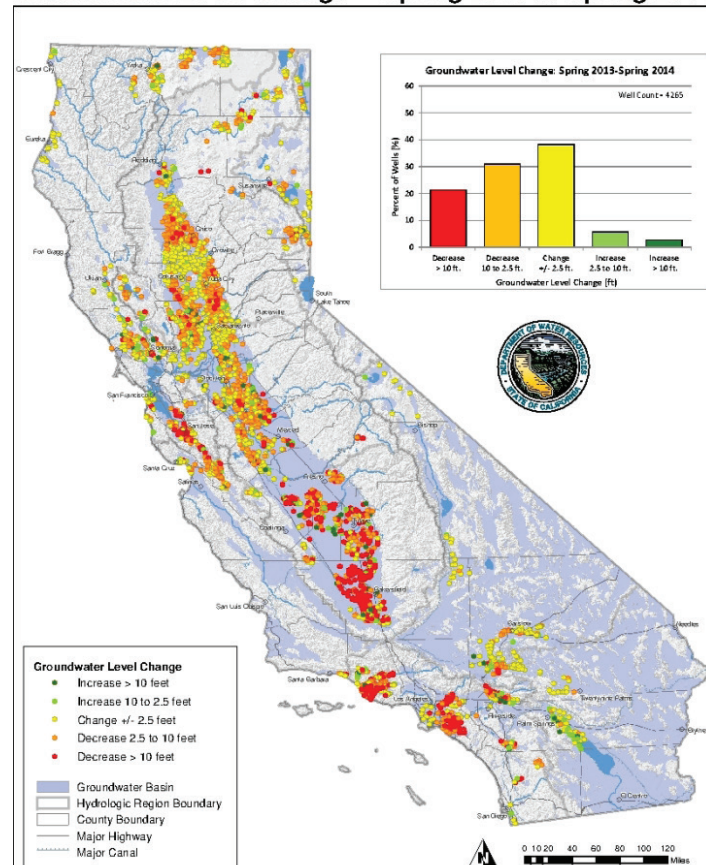 Crescent City
Yreka
Eureka
Redding
Susanville
Fort Bragg
Chico
Oroville
Yuba City
Ukiah
South
Lake Tahoe
Placerville
Sacramento
San Francisco
Merced
Bishop
Santa Cruz
Salinas
Fresno
Coalinga
Bakersfield
San Luis Obispo
Needles
Barstow
Santa Barbara
Los Angeles
Twentynine Palms
Riverside
Palm Springs
Blythe
El Centro
San Diego
Groundwater Level Change: Spring 2013-Spring 2014
Well Count = 4265
Percent of Wells (%)
60
50
40
30
20
10
0
Decrease
> 10 ft.
Decrease
10 to 2.5 ft.
Change
+/- 2.5 ft.
Increase
2.5 to 10 ft.
Increase
> 10 ft.
Groundwater Level Change (ft)
DEPARTMENT OF WATER RESOURCES
STATE OF CALIFORNIA
Groundwater Level Change
Increase > 10 feet
Increase 10 to 2.5 feet
Change +/- 2.5 feet
Decrease 2.5 to 10 feet
Decrease > 10 feet
Groundwater Basin
Hydrologic Region Boundary
County Boundary
Major Highway
Major Canal
N
0 10 20 40 60 80 100 120
Miles